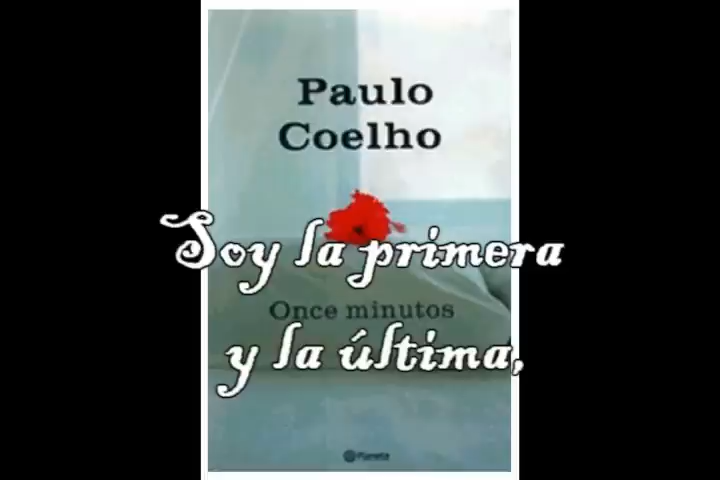 Paulo
Coelho
Soy la primera
Once minutos
y la última,
Planeta